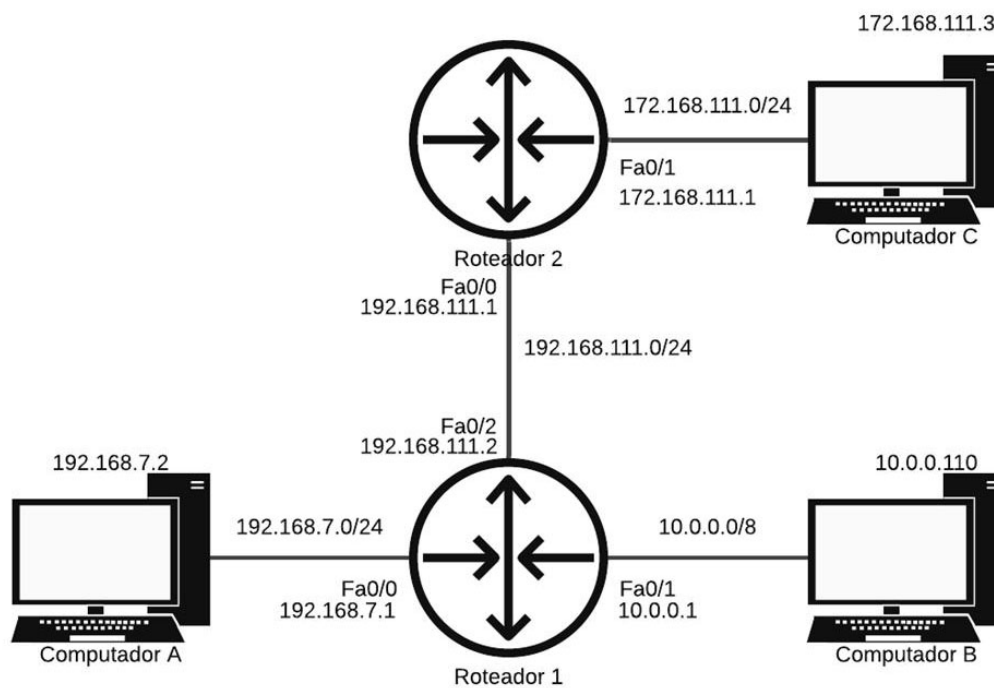 172.168.111.3
172.168.111.0/24
Fa0/1
172.168.111.1
Computador C
Roteador 2
Fa0/0
192.168.111.1
192.168.111.0/24
Fa0/2
192.168.111.2
192.168.7.2
10.0.0.110
192.168.7.0/24
10.0.0.0/8
Fa0/0
192.168.7.1
Fa0/1
10.0.0.1
Computador A
Computador B
Roteador 1